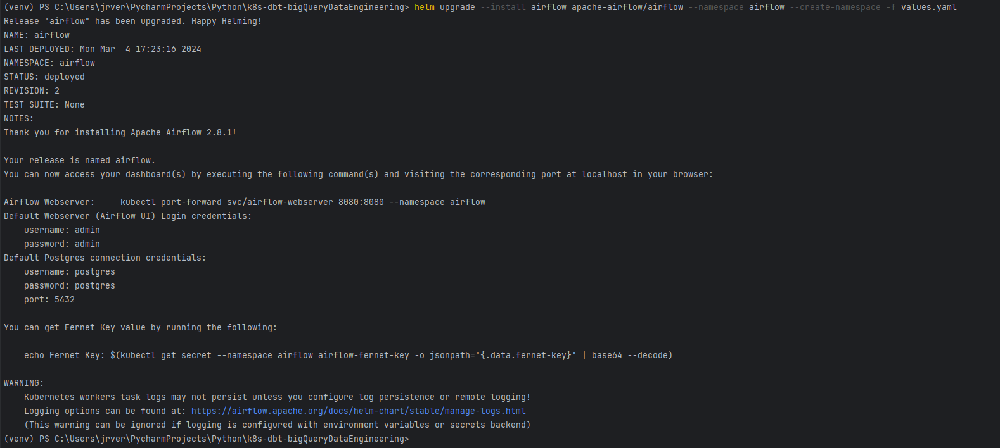 (venv) PS C:\Users\jrver\PycharmProjects\Python\k8s-dbt-bigQueryDataEngineering> helm upgrade --install airflow apache-airflow/airflow --namespace airflow --create-namespace -f values.yaml
Release "airflow" has been upgraded. Happy Helming!
NAME: airflow
LAST DEPLOYED: Mon Mar  4 17:23:16 2024
NAMESPACE: airflow
STATUS: deployed
REVISION: 2
TEST SUITE: None
NOTES:
Thank you for installing Apache Airflow 2.8.1!

Your release is named airflow.
You can now access your dashboard(s) by executing the following command(s) and visiting the corresponding port at localhost in your browser:

Airflow Webserver:     kubectl port-forward svc/airflow-webserver 8080:8080 --namespace airflow
Default Webserver (Airflow UI) Login credentials:
    username: admin
    password: admin
Default Postgres connection credentials:
    username: postgres
    password: postgres
    port: 5432

You can get Fernet Key value by running the following:

    echo Fernet Key: $(kubectl get secret --namespace airflow airflow-fernet-key -o jsonpath="{.data.fernet-key}" | base64 --decode)

WARNING:
    Kubernetes workers task logs may not persist unless you configure log persistence or remote logging!
    Logging options can be found at: https://airflow.apache.org/docs/helm-chart/stable/manage-logs.html
    (This warning can be ignored if logging is configured with environment variables or secrets backend)
(venv) PS C:\Users\jrver\PycharmProjects\Python\k8s-dbt-bigQueryDataEngineering>